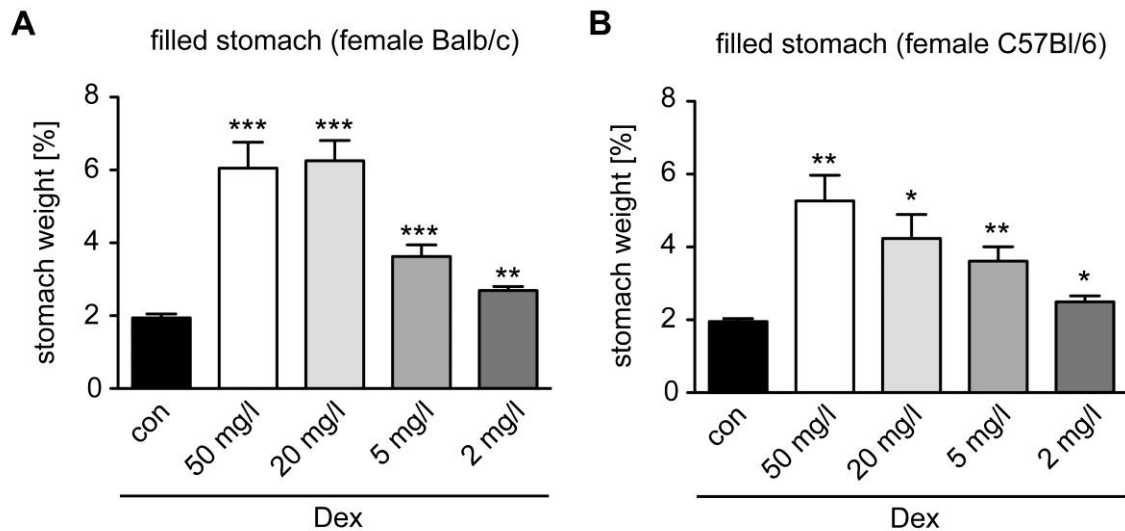 A
filled stomach (female Balb/c)
stomach weight [%]
8
6
4
2
0
***
***
***
**
con
50 mg/l
20 mg/l
5 mg/l
2 mg/l
Dex
B
filled stomach (female C57Bl/6)
stomach weight [%]
8
6
4
2
0
**
*
**
*
con
50 mg/l
20 mg/l
5 mg/l
2 mg/l
Dex